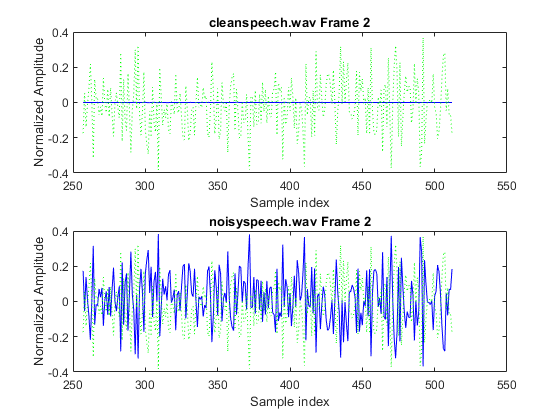 cleanspeech.wav Frame 2
0.4
0.2
0
-0.2
-0.4
Normalized Amplitude
250 300 350 400 450 500 550
Sample index
noisyspeech.wav Frame 2
0.4
0.2
0
-0.2
-0.4
Normalized Amplitude
250 300 350 400 450 500 550
Sample index